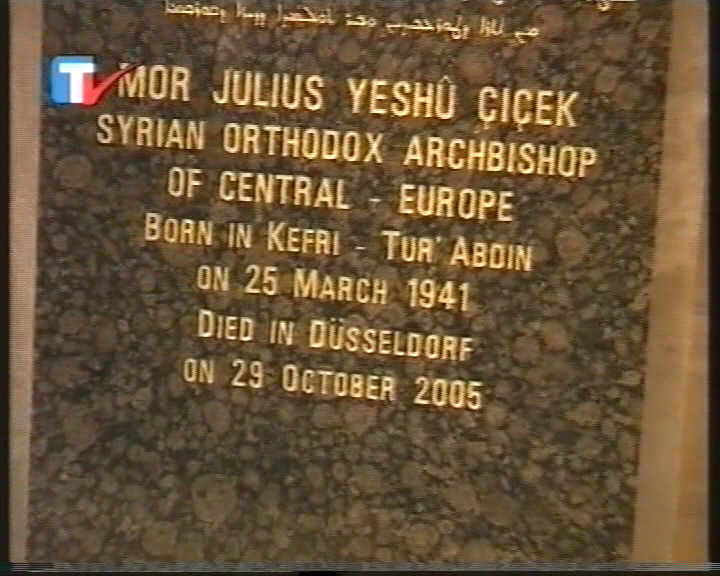 TV
MOR JULIUS YESHÛ ÇIÇEK
SYRIAN ORTHODOX ARCHBISHOP
OF CENTRAL - EUROPE
BORN IN KEFRI - TUR' ABDIN
ON 25 MARCH 1941
DIED IN DÜSSELDORF
ON 29 OCTOBER 2005